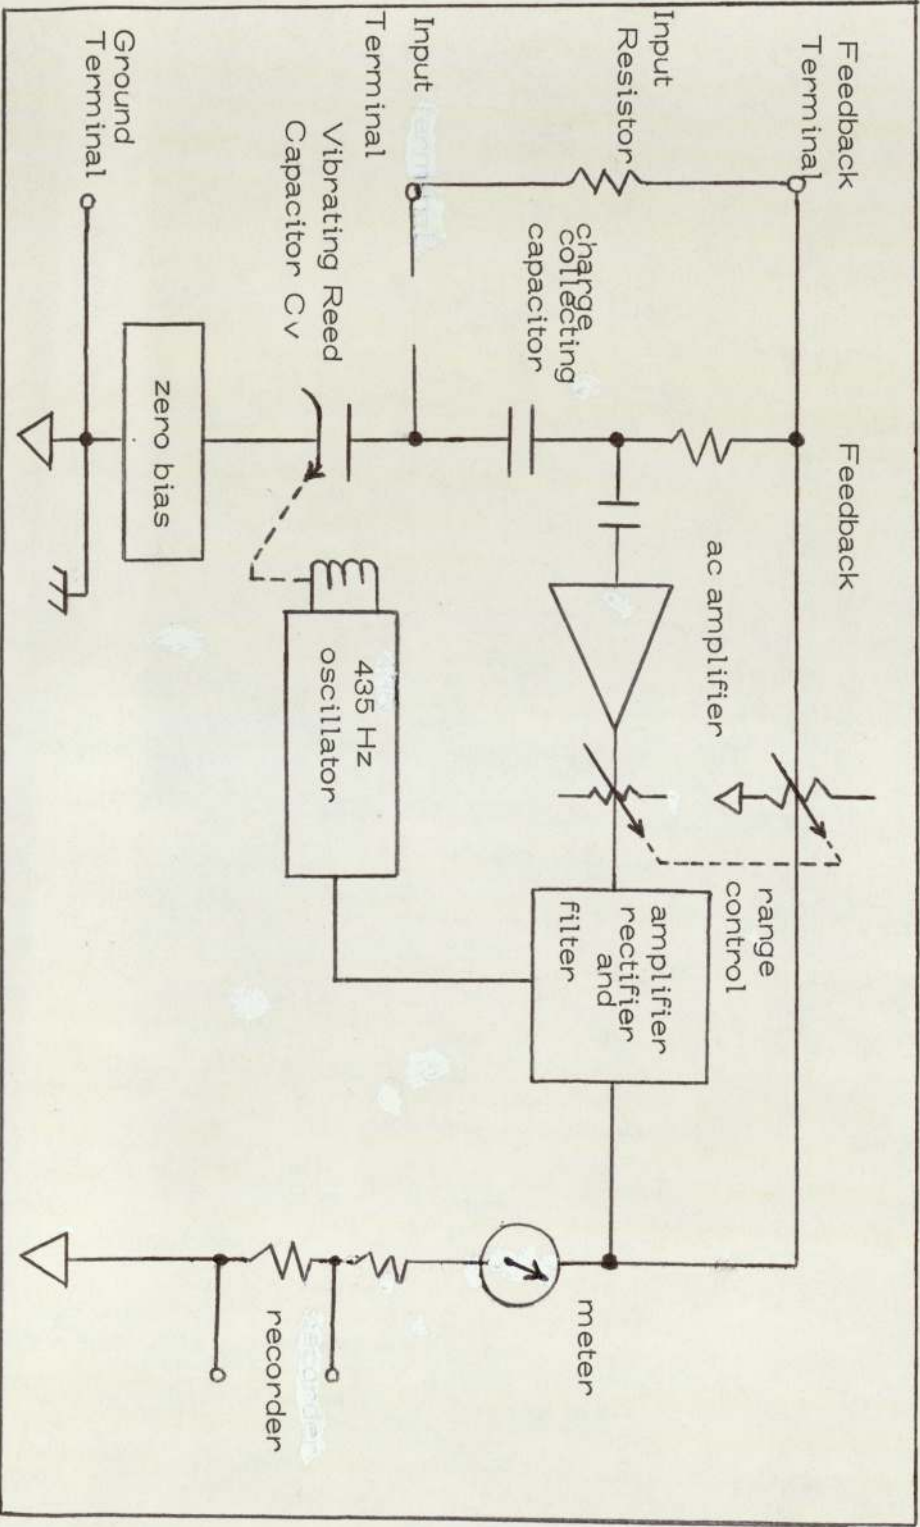 Feedback
Terminal
Feedback
Input
Resistor
ac amplifier
range
control
charge
collecting
capacitor
amplifier
rectifier
and
filter
Input
Terminal
meter
Vibrating Reed
Capacitor Cv
435 Hz
oscillator
recorder
zero bias
Ground
Terminal